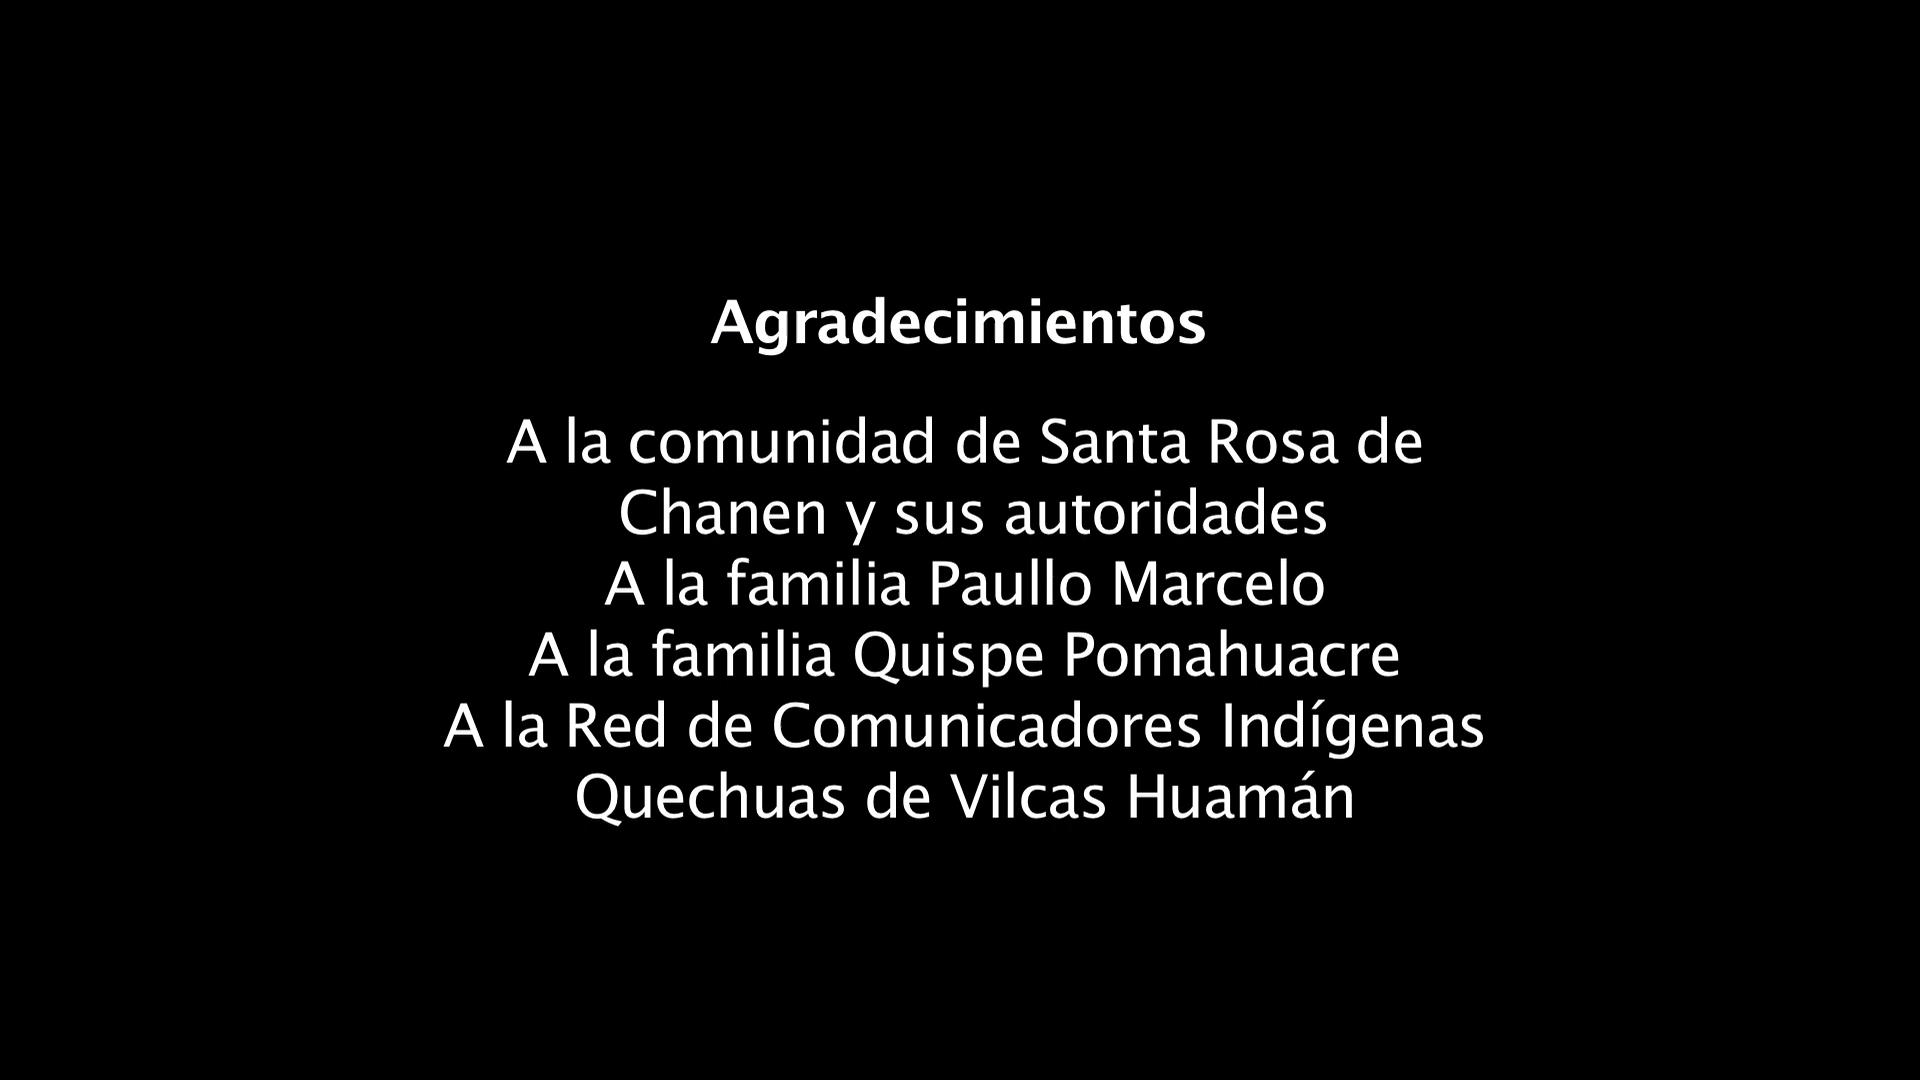 Agradecimientos
A la comunidad de Santa Rosa de
Chanen y sus autoridades
A la familia Paullo Marcelo
A la familia Quispe Pomahuacre
A la Red de Comunicadores Indígenas
Quechuas de Vilcas Huamán